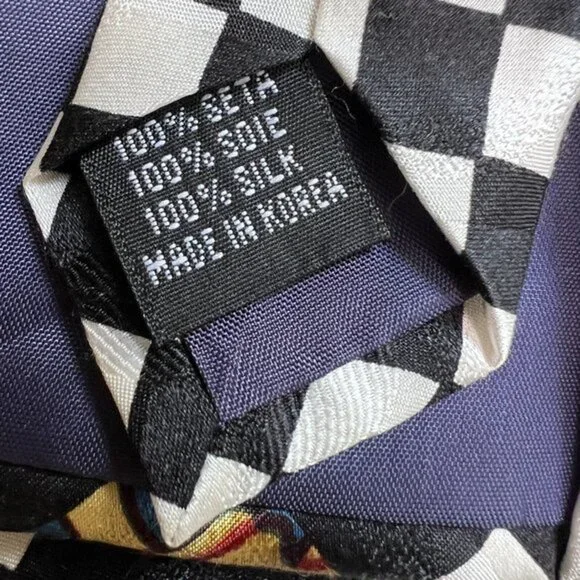 100% SETA
100% SOIE
100% SILK
MADE IN KOREA